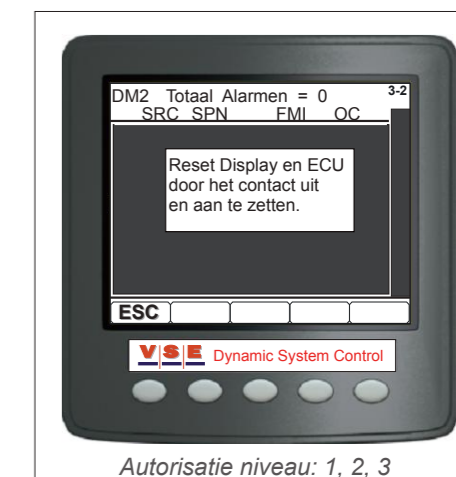 DM2 Totaal Alarmen = 0 3-2
SRC SPN FMI OC
Reset Display en ECU
door het contact uit
en aan te zetten.
ESC
VSE Dynamic System Control
Autorisatie niveau: 1, 2, 3